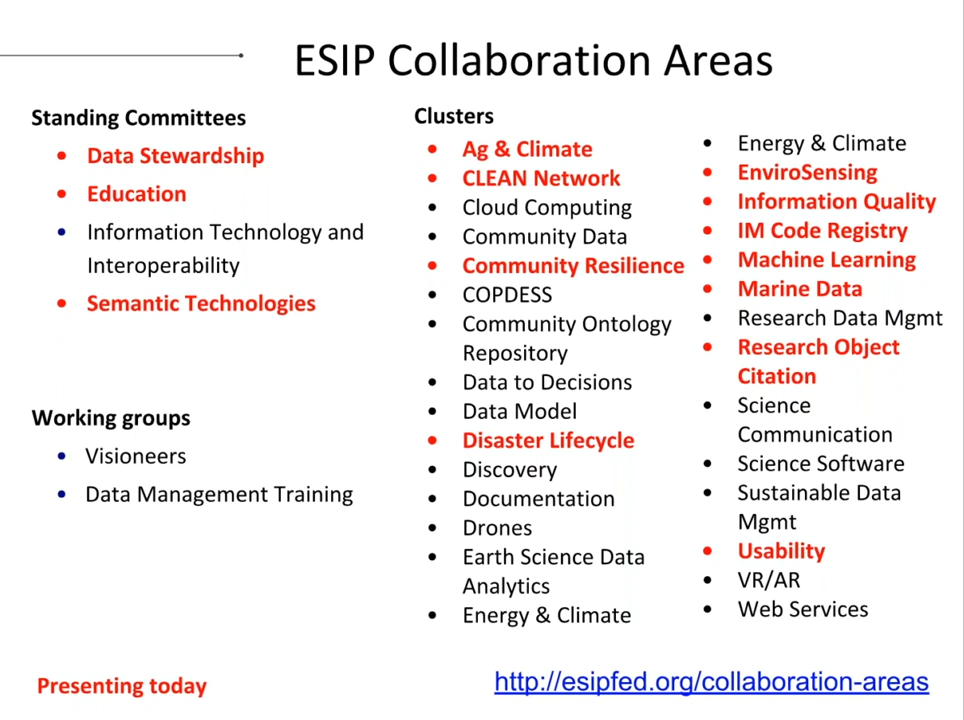 ESIP Collaboration Areas
Standing Committees
• Data Stewardship
• Education
• Information Technology and
Interoperability
• Semantic Technologies
Working groups
• Visioneers
• Data Management Training
Clusters
• Ag & Climate
• CLEAN Network
• Cloud Computing
• Community Data
• Community Resilience
• COPDESS
• Community Ontology
Repository
• Data to Decisions
• Data Model
• Disaster Lifecycle
• Discovery
• Documentation
• Drones
• Earth Science Data
Analytics
• Energy & Climate
• Energy & Climate
• EnviroSensing
• Information Quality
• IM Code Registry
• Machine Learning
• Marine Data
• Research Data Mgmt
• Research Object
Citation
• Science
Communication
• Science Software
• Sustainable Data
Mgmt
• Usability
• VR/AR
• Web Services
Presenting today
http://esipfed.org/collaboration-areas